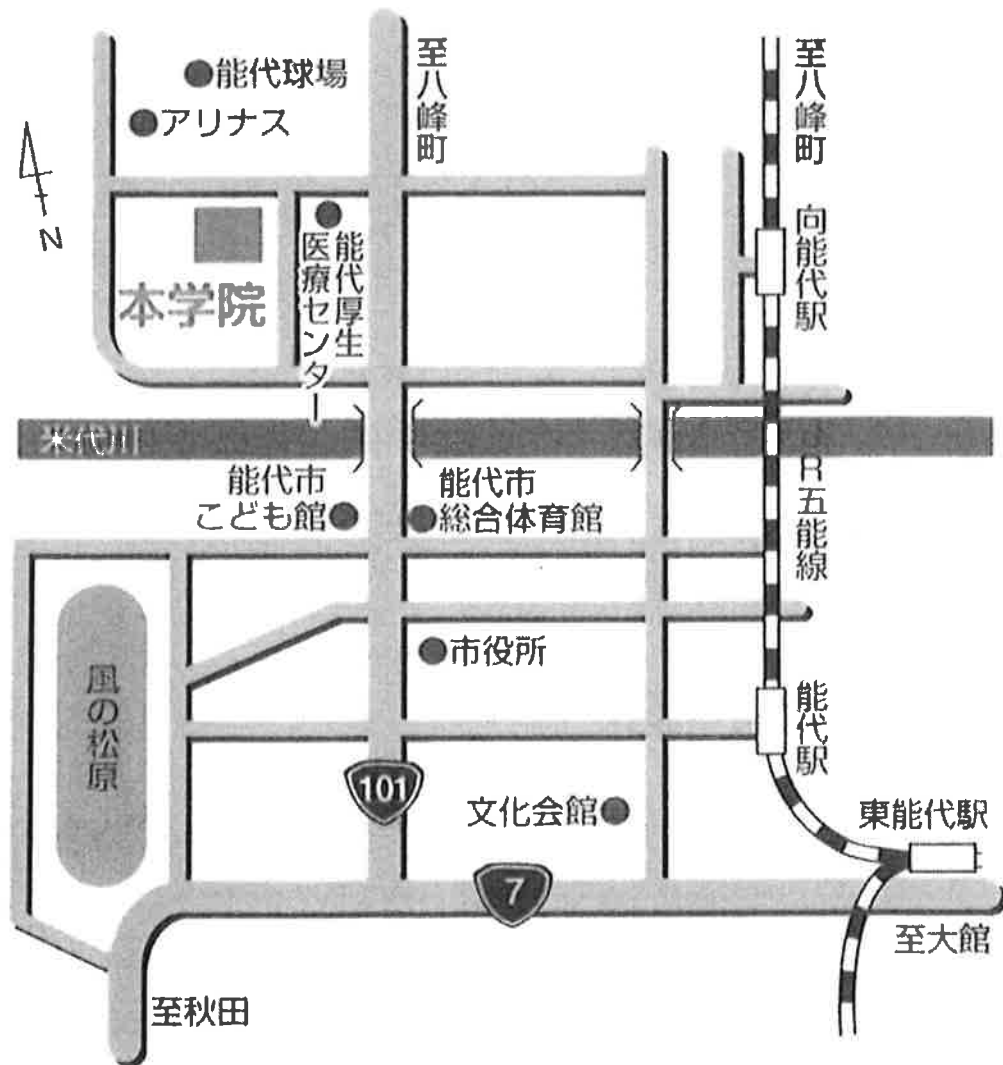 能代球場
アリナス
至八峰町
至八峰町
N
本学院
能代厚生
医療センター
向能代駅
米代川
能代市
こども館
能代市
総合体育館
R五能線
風の松原
市役所
能代駅
101
文化会館
東能代駅
7
至大館
至秋田